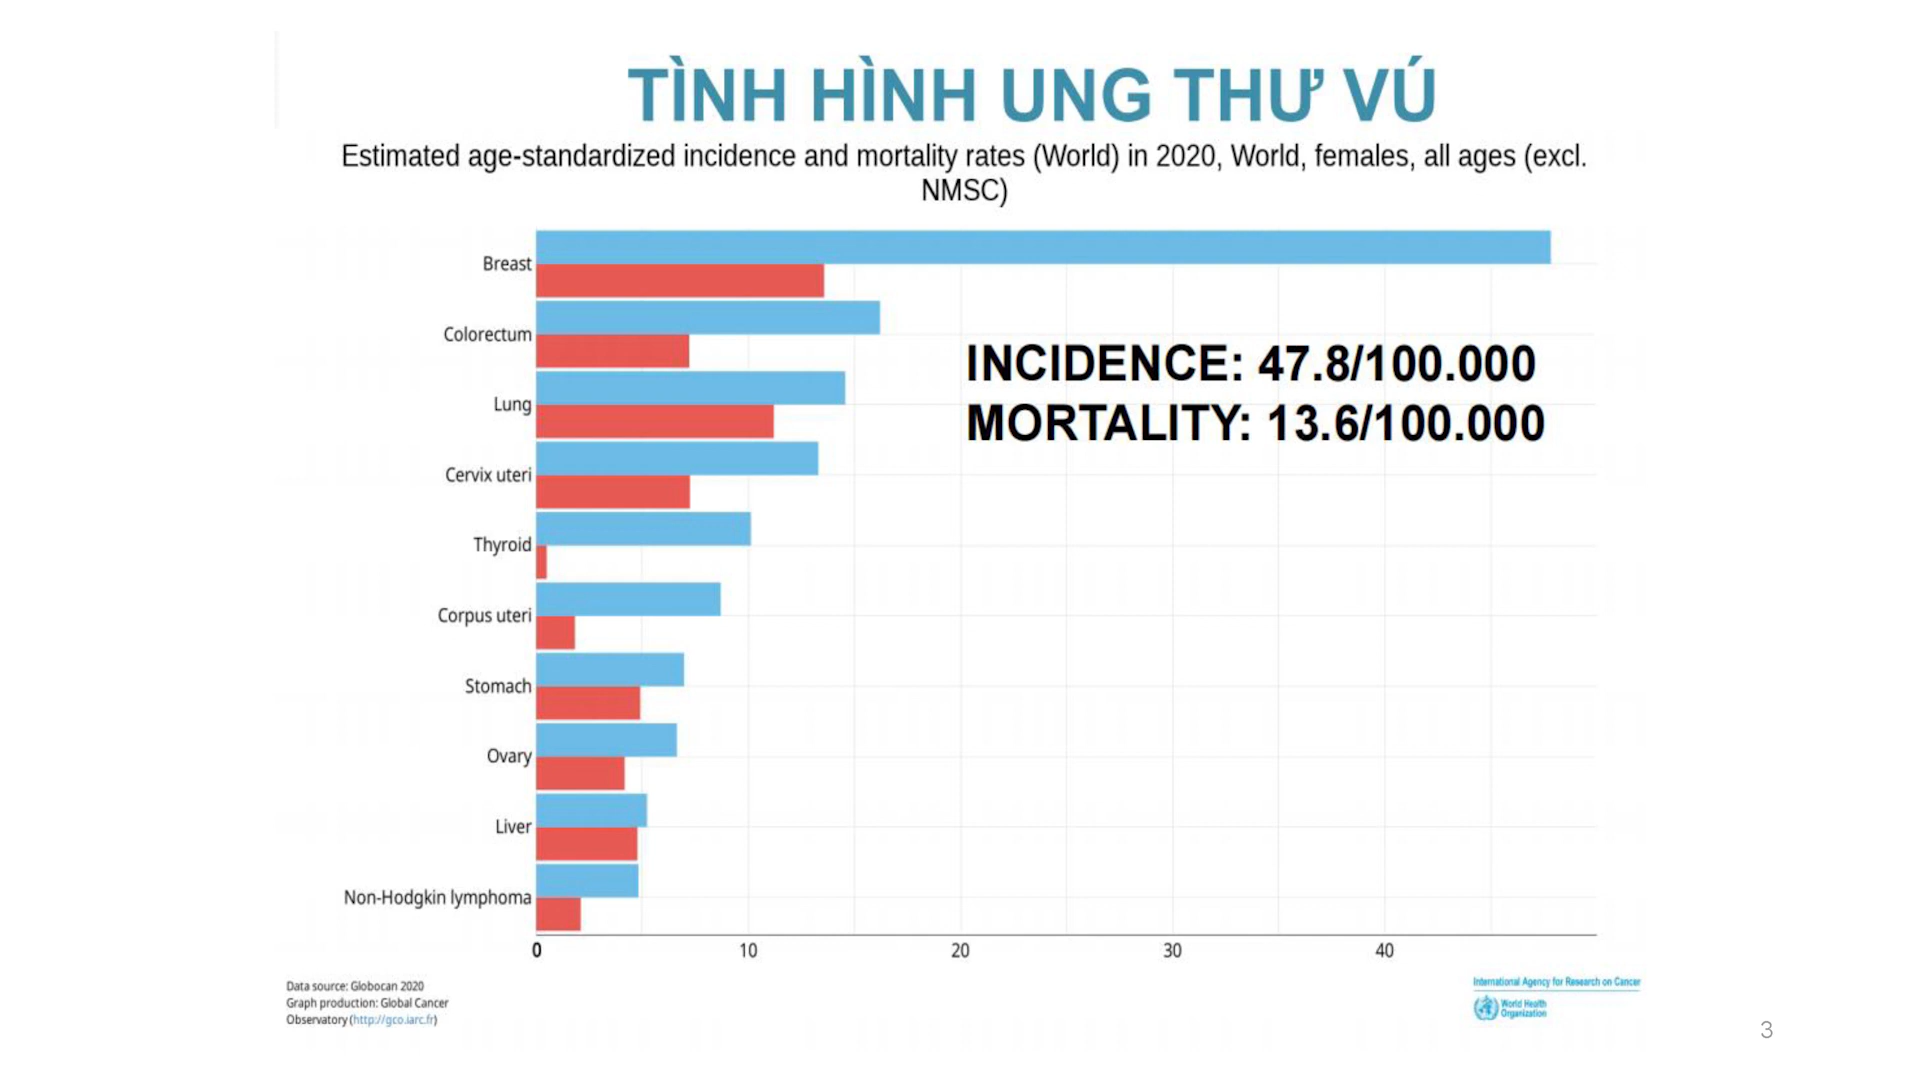 TÌNH HÌNH UNG THƯ VÚ
Estimated age-standardized incidence and mortality rates (World) in 2020, World, females, all ages (excl.
NMSC)
Breast
Colorectum
INCIDENCE: 47.8/100.000
Lung
MORTALITY: 13.6/100.000
Cervix uteri
Thyroid
Corpus uteri
Stomach
Ovary
Liver
Non-Hodgkin lymphoma
0 10 20 30 40
Data source: Globocan 2020
Graph production: Global Cancer
Observatory (http://gco.iarc.fr)
International Agency for Research on Cancer
World Health
Organization
3